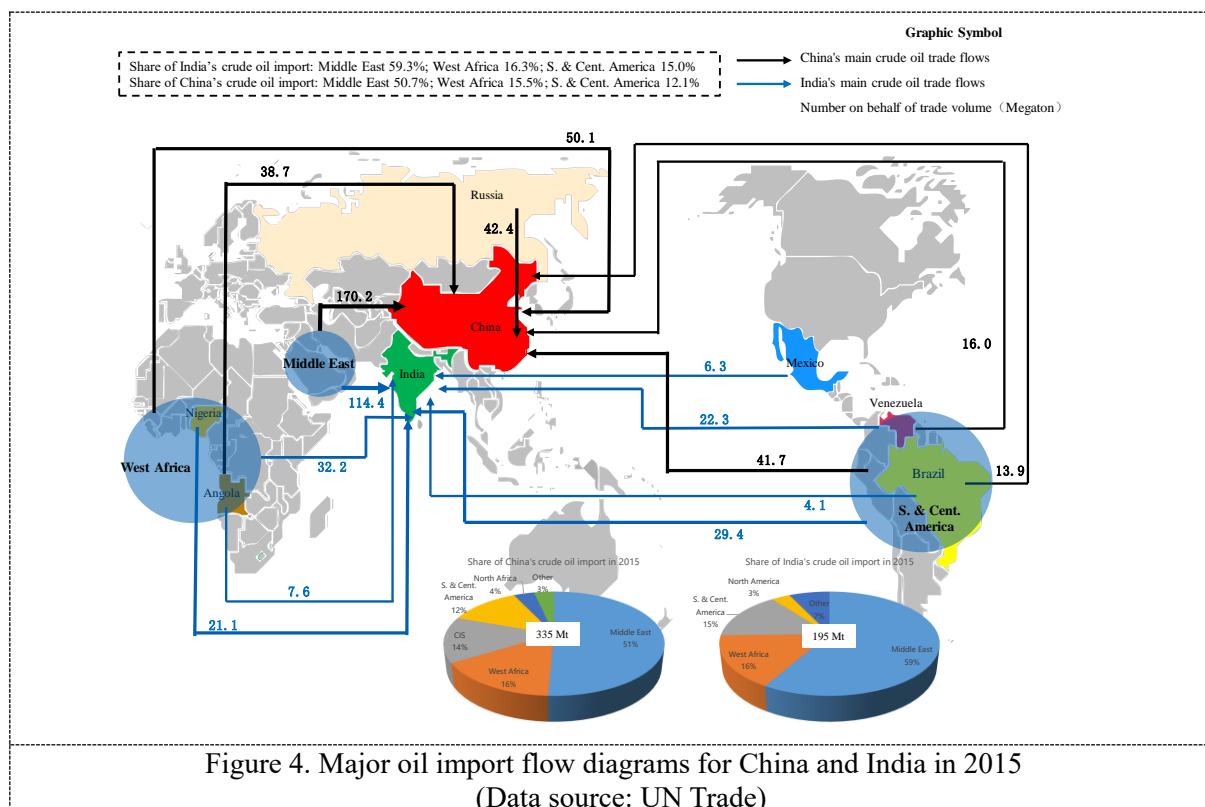 Graphic Symbol
Share of India's crude oil import: Middle East 59.3%; West Africa 16.3%; S. & Cent. America 15.0%
Share of China's crude oil import: Middle East 50.7%; West Africa 15.5%; S. & Cent. America 12.1%
China's main crude oil trade flows
India's main crude oil trade flows
Number on behalf of trade volume（Megaton）
50.1
38.7
Russia
42.4
170.2
China
16.0
Middle East
India
6.3
Mexico
114.4
Venezuela
Nigeria
22.3
West Africa
32.2
41.7
Brazil
13.9
Angola
4.1
S. & Cent.
America
29.4
7.6
21.1
Share of China's crude oil import in 2015
North Africa
4%
Other
3%
S. & Cent.
America
12%
CIS
14%
335 Mt
Middle East
51%
West Africa
16%
Share of India's crude oil import in 2015
North America
3%
Other
7%
S. & Cent.
America
15%
195 Mt
West Africa
16%
Middle East
59%
Figure 4. Major oil import flow diagrams for China and India in 2015
(Data source: UN Trade)